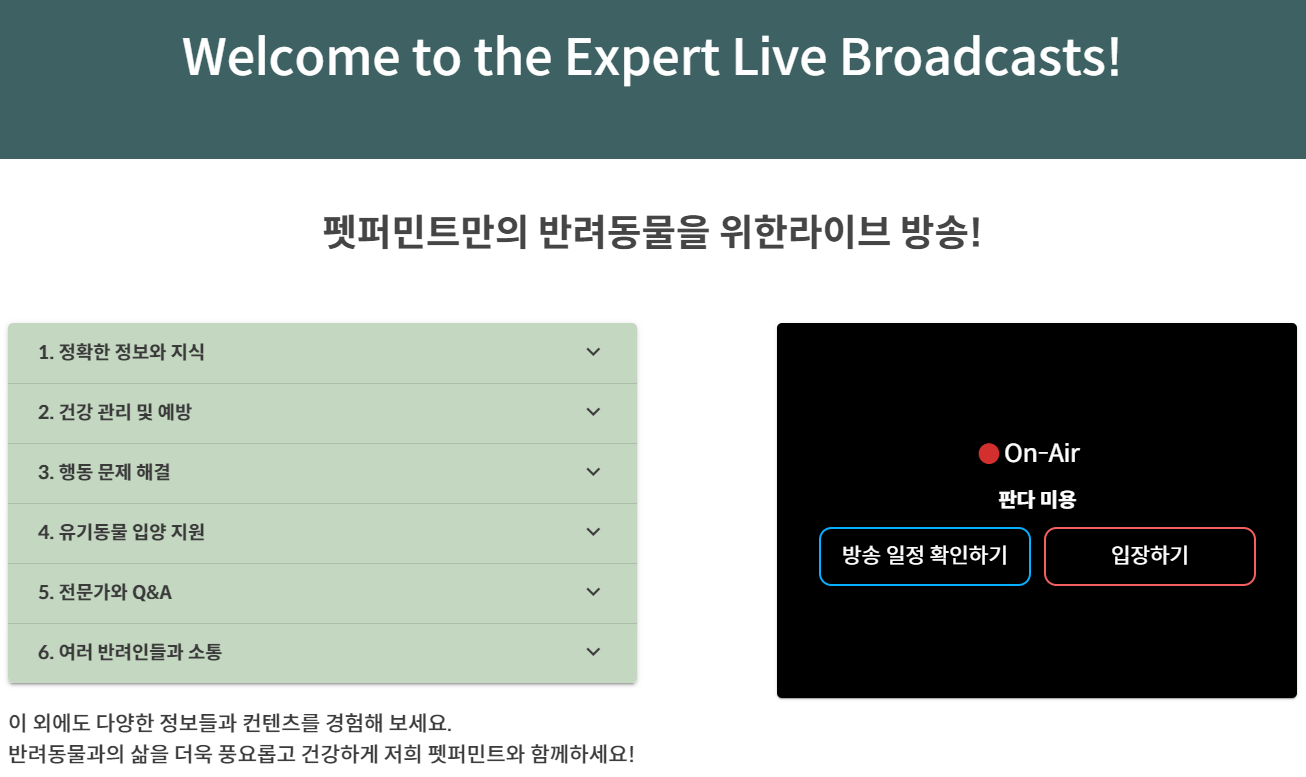 Welcome to the Expert Live Broadcasts!
펫퍼민트만의 반려동물을 위한라이브 방송!
1. 정확한 정보와 지식
2. 건강 관리 및 예방
3. 행동 문제 해결
4. 유기동물 입양 지원
5. 전문가와 Q&A
6. 여러 반려인들과 소통
이 외에도 다양한 정보들과 컨텐츠를 경험해 보세요.
반려동물과의 삶을 더욱 풍요롭고 건강하게 저희 펫퍼민트와 함께하세요!
On-Air
판다 미용
방송 일정 확인하기
입장하기